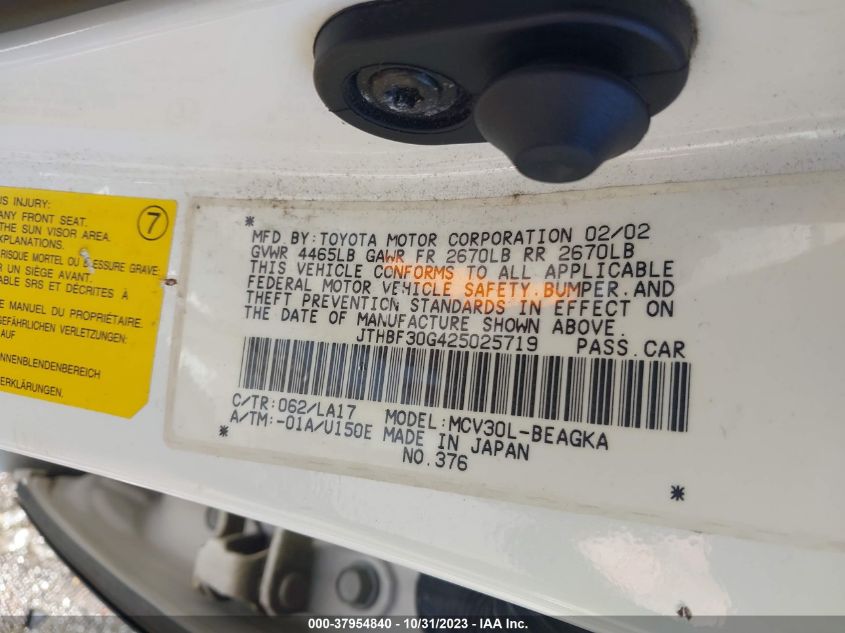 US INJURY:
ANY FRONT SEAT.
THE SUN VISOR AREA.
EXPLANATIONS.
7
RISQUE MORTEL OU BLESSURE GRAVE:
UN SIÈGE AVANT.
ABLE SRS ET DÉCRITES À
T DU MANUEL DU PROPRIÉTAIRE.
GEFÄHRLICHEN VERLETZUNG:
AUF
NNENBLENDENBEREICH
ERKLÄRUNGEN.
* MFD BY:TOYOTA MOTOR CORPORATION 02/02
GVWR 4465LB GAWR FR 2670LB RR 2670LB
THIS VEHICLE CONFORMS TO ALL APPLICABLE
FEDERAL MOTOR VEHICLE SAFETY.BUMPER.AND
THEFT PREVENTION STANDARDS IN EFFECT ON
THE DATE OF MANUFACTURE SHOWN ABOVE.
JTHBF30G425025719 PASS.CAR
C/TR:062/LA17 MODEL:MCV30L-BEAGKA
A/TM:-01A/U150E MADE IN JAPAN
* NO.376 *
000-37954840 - 10/31/2023 - IAA Inc.